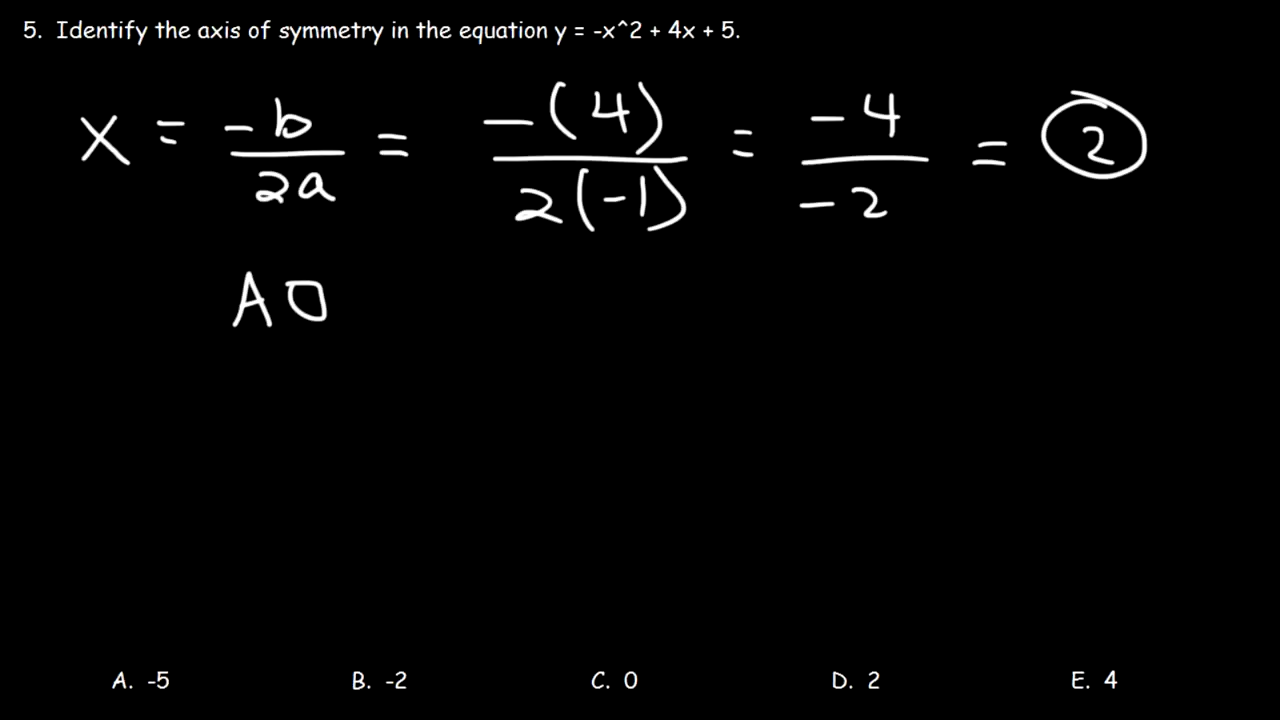 5. Identify the axis of symmetry in the equation y = -x^2 + 4x + 5.
x = -b/2a = -(4)/2(-1) = -4/-2 = 2
AO
A. -5 B. -2 C. 0 D. 2 E. 4